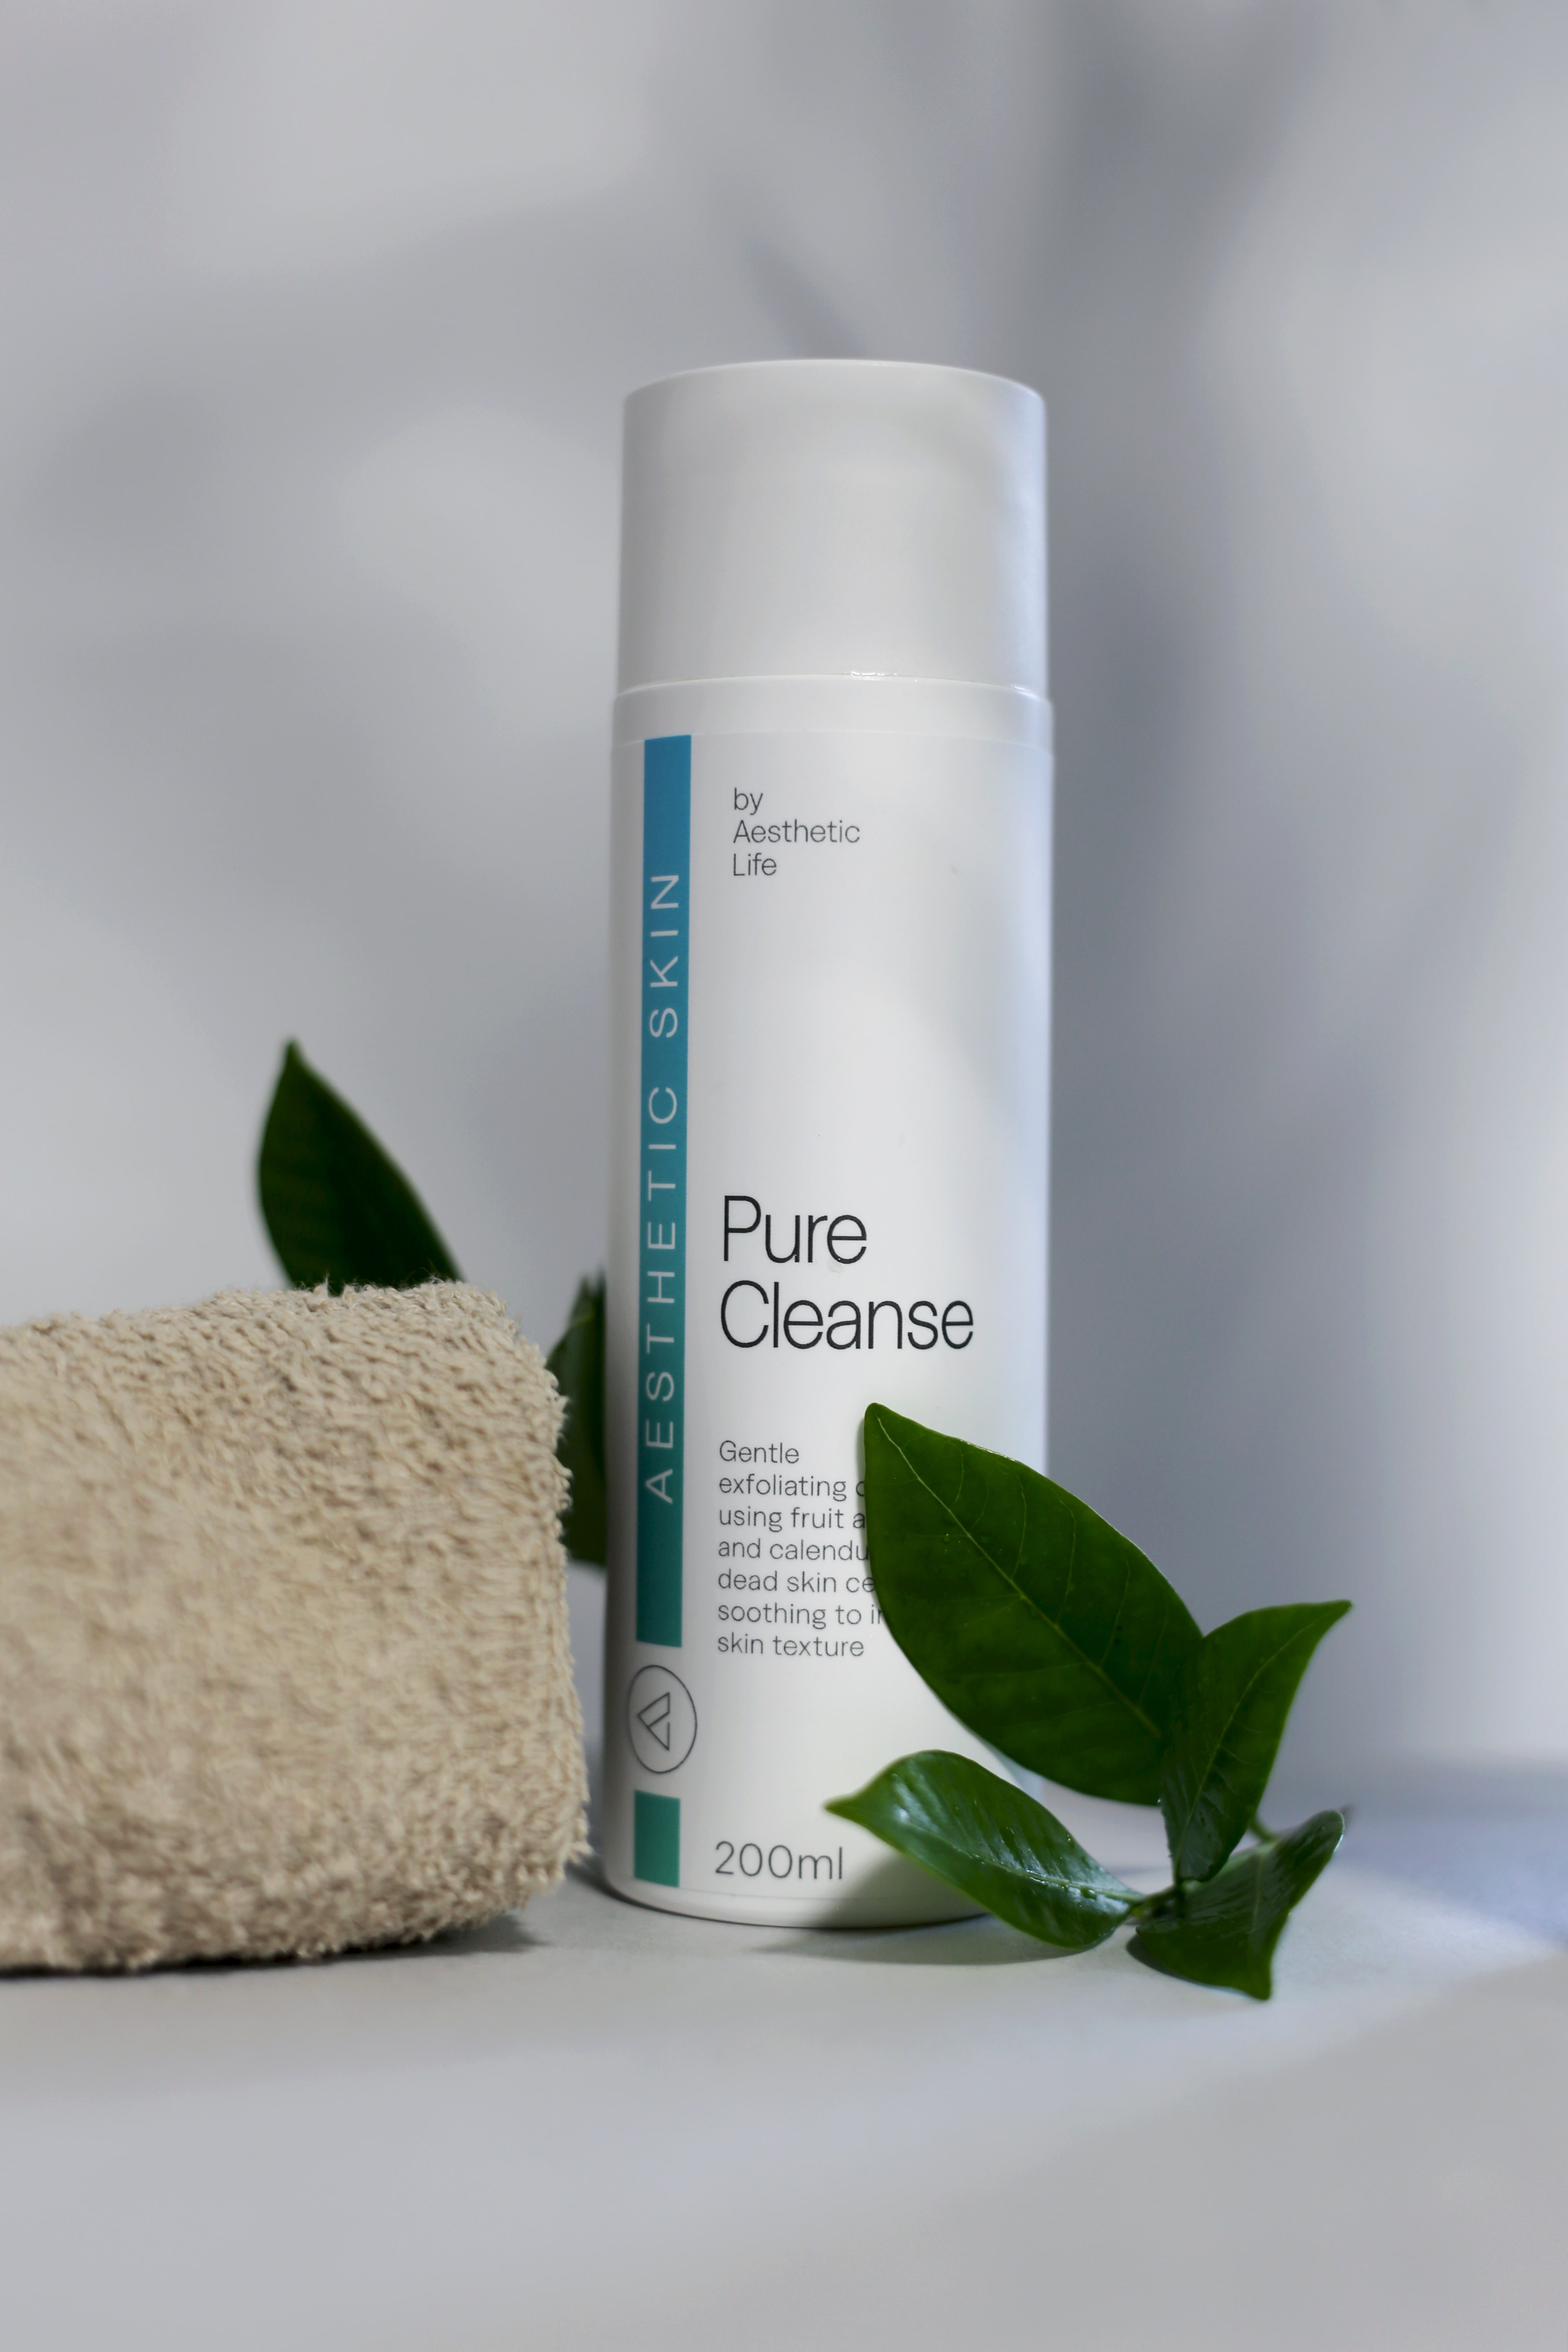 by
Aesthetic
Life
AESTHETIC SKIN
Pure
Cleanse
Gentle
exfoliating
using fruit
and
dead skin
soothing to
skin texture
200ml